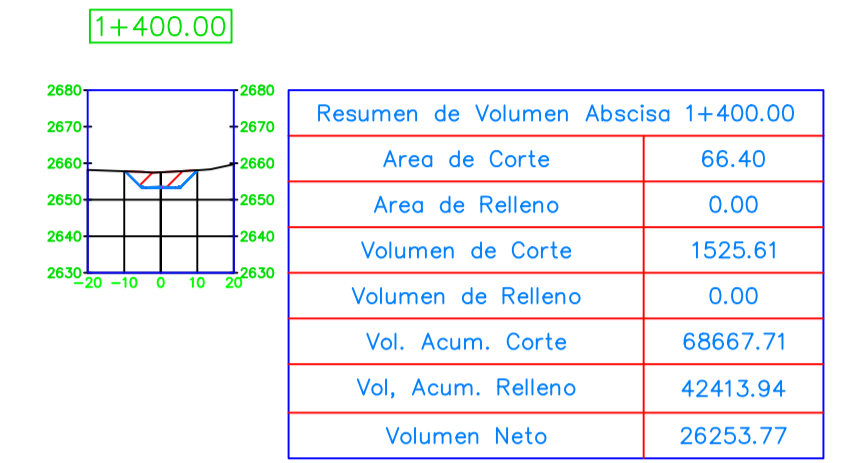 1+400.00
2680 2680
2670 2670
2660 2660
2650 2650
2640 2640
2630 2630
-20 -10 0 10 20
Resumen de Volumen Abscisa 1+400.00
Area de Corte 66.40
Area de Relleno 0.00
Volumen de Corte 1525.61
Volumen de Relleno 0.00
Vol. Acum. Corte 68667.71
Vol, Acum. Relleno 42413.94
Volumen Neto 26253.77